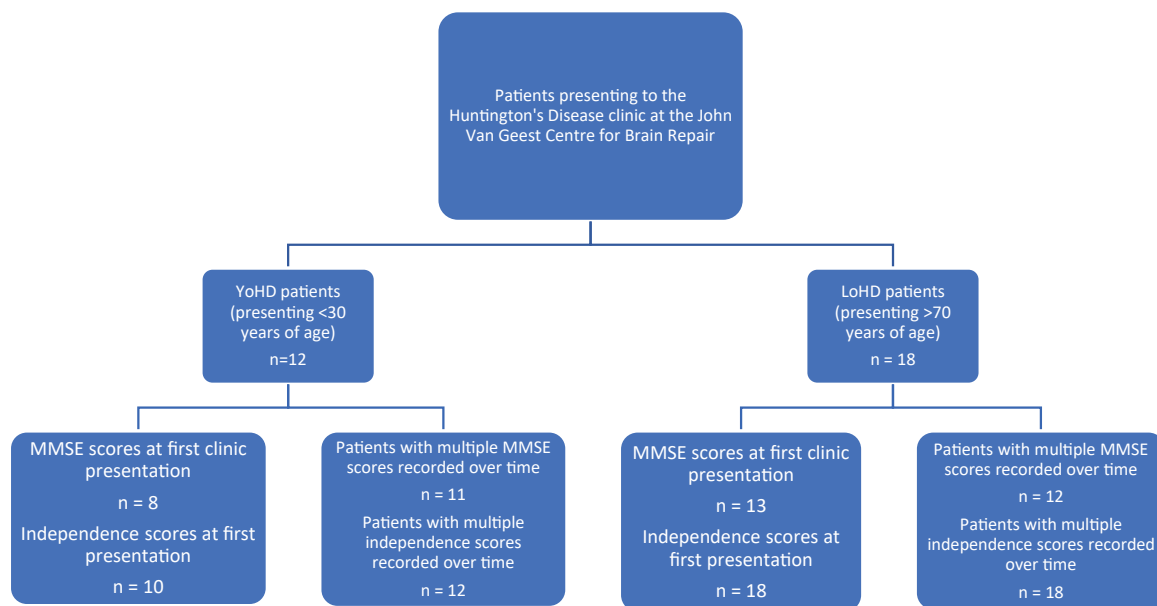 Patients presenting to the
Huntington's Disease clinic at the John
Van Geest Centre for Brain Repair
YoHD patients
(presenting <30
years of age)
n=12
LoHD patients
(presenting >70
years of age)
n = 18
MMSE scores at first clinic
presentation
n = 8
Independence scores at first
presentation
n = 10
Patients with multiple MMSE
scores recorded over time
n = 11
Patients with multiple
independence scores
recorded over time
n = 12
MMSE scores at first clinic
presentation
n = 13
Independence scores at
first presentation
n = 18
Patients with multiple MMSE
scores recorded over time
n = 12
Patients with multiple
independence scores recorded
over time
n = 18